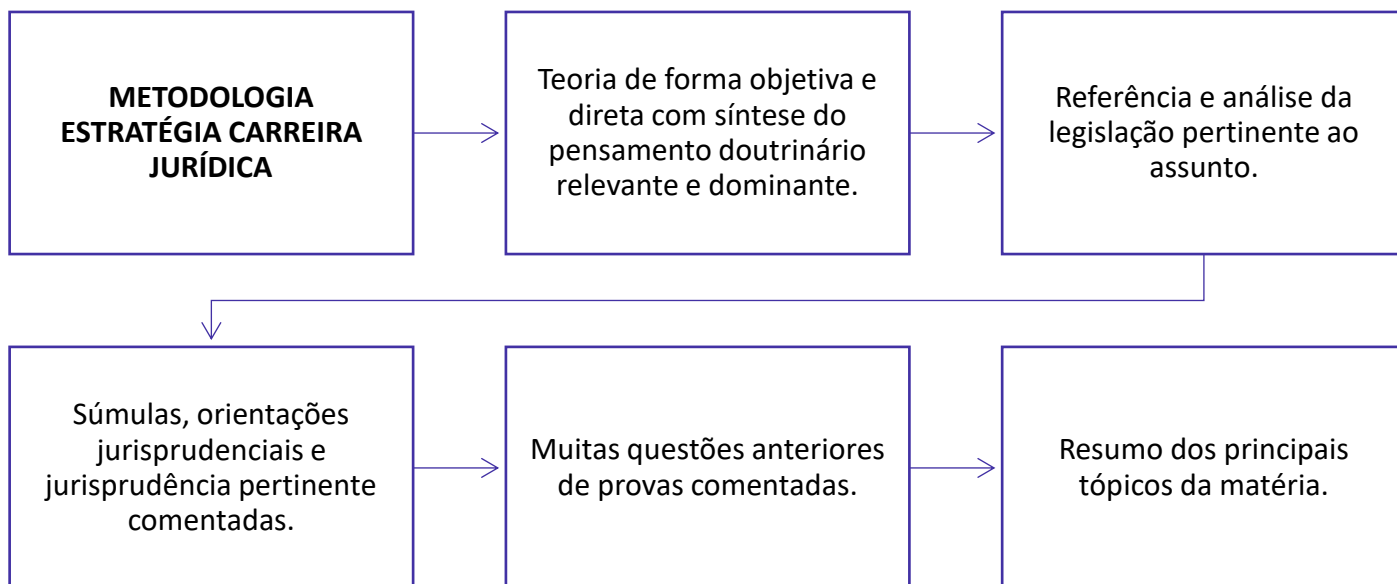 METODOLOGIA
ESTRATÉGIA CARREIRA
JURÍDICA
Teoria de forma objetiva e
direta com síntese do
pensamento doutrinário
relevante e dominante.
Referência e análise da
legislação pertinente ao
assunto.
Súmulas, orientações
jurisprudenciais e
jurisprudência pertinente
comentadas.
Muitas questões anteriores
de provas comentadas.
Resumo dos principais
tópicos da matéria.